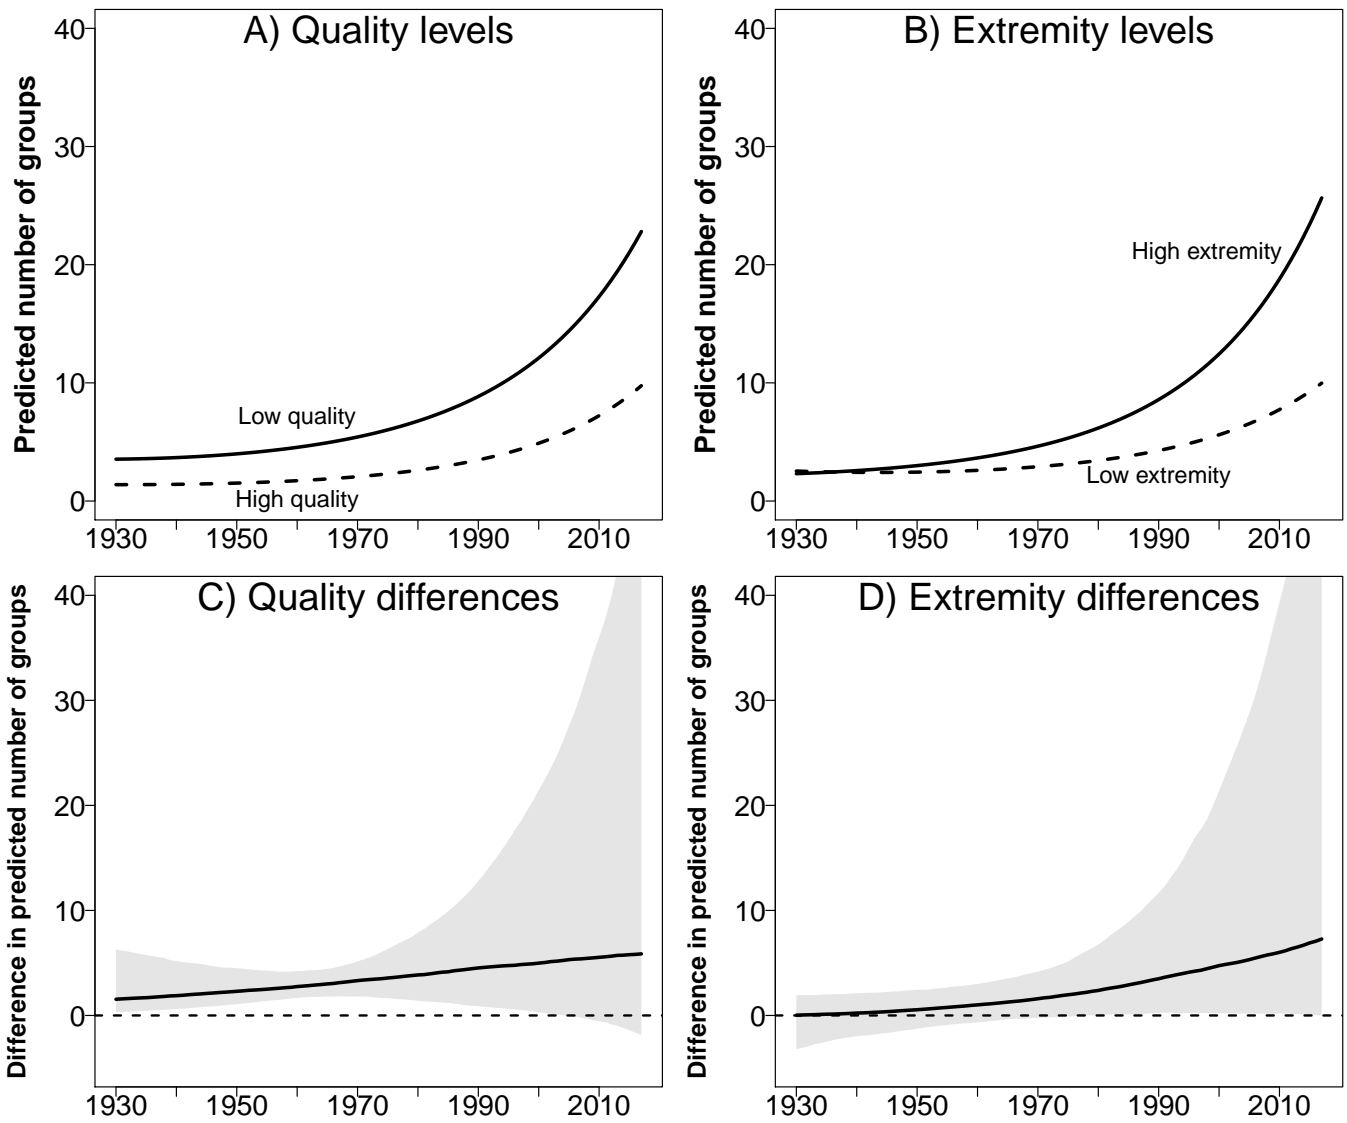 A) Quality levels
Predicted number of groups
40
30
20
10
0
Low quality
High quality
1930 1950 1970 1990 2010
B) Extremity levels
Predicted number of groups
40
30
20
10
0
High extremity
Low extremity
1930 1950 1970 1990 2010
C) Quality differences
Difference in predicted number of groups
40
30
20
10
0
1930 1950 1970 1990 2010
D) Extremity differences
Difference in predicted number of groups
40
30
20
10
0
1930 1950 1970 1990 2010